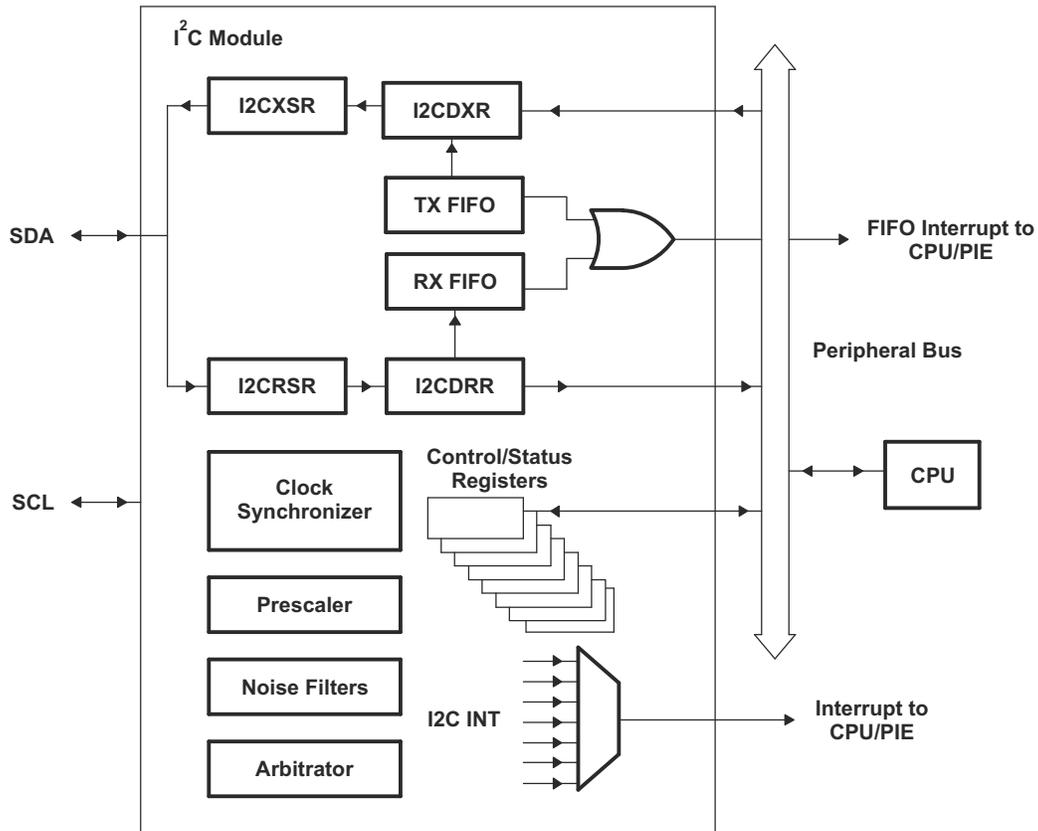 I²C Module
I2CXSR
I2CDXR
TX FIFO
SDA
FIFO Interrupt to
CPU/PIE
RX FIFO
Peripheral Bus
I2CRSR
I2CDRR
Control/Status
Registers
CPU
SCL
Clock
Synchronizer
Prescaler
Noise Filters
I2C INT
Interrupt to
CPU/PIE
Arbitrator